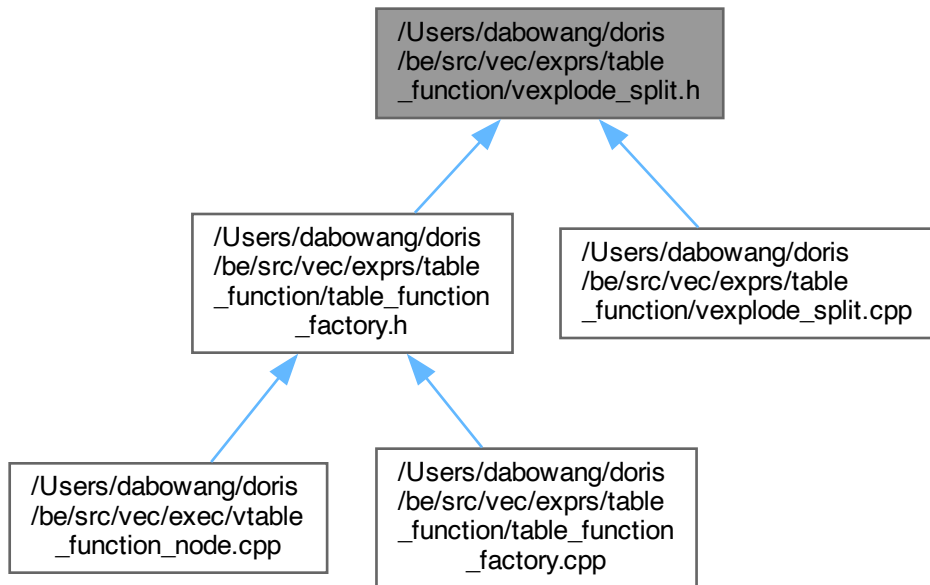 /Users/dabowang/doris
/be/src/vec/exprs/table
_function/vexplode_split.h
/Users/dabowang/doris
/be/src/vec/exprs/table
_function/table_function
_factory.h
/Users/dabowang/doris
/be/src/vec/exprs/table
_function/vexplode_split.cpp
/Users/dabowang/doris
/be/src/vec/exec/vtable
_function_node.cpp
/Users/dabowang/doris
/be/src/vec/exprs/table
_function/table_function
_factory.cpp